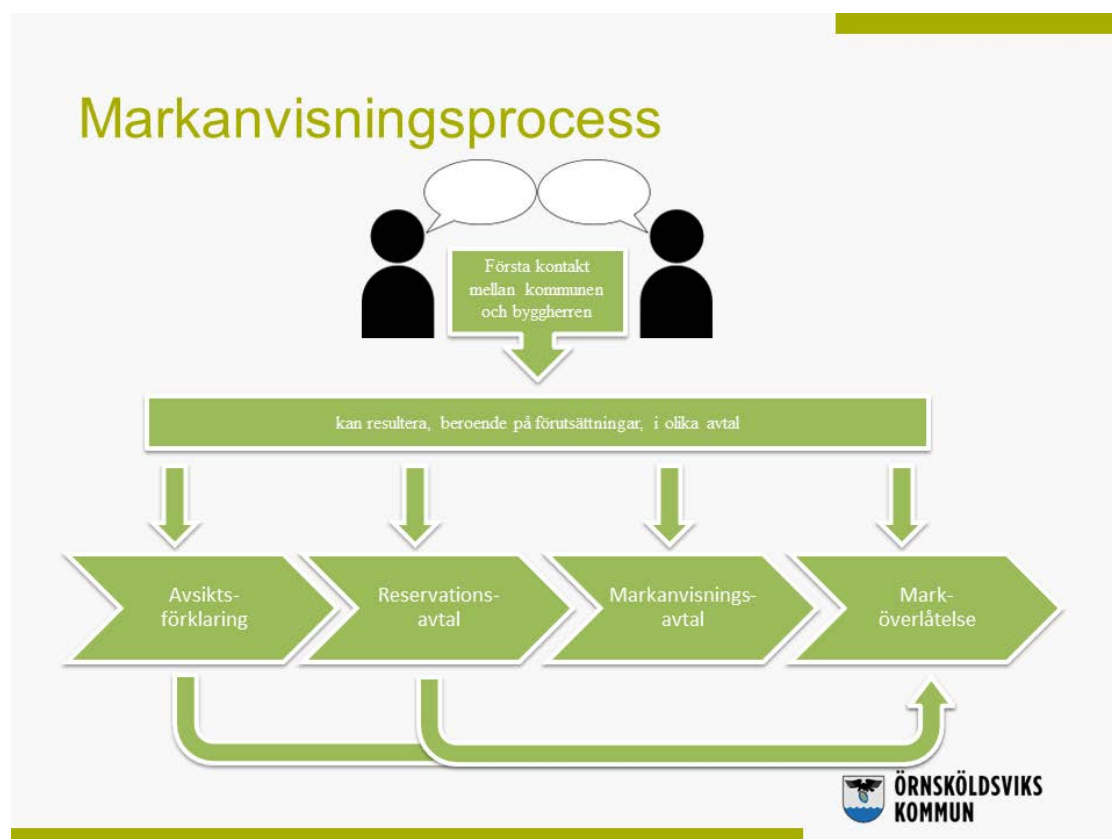 Markanvisningsprocess
Första kontakt
mellan kommunen
och byggherren
kan resultera, beroende på förutsättningar, i olika avtal
Avsikts-
förklaring
Reservations-
avtal
Markanvisnings-
avtal
Mark-
överlåtelse
ÖRNSKÖLDSVIKS
KOMMUN